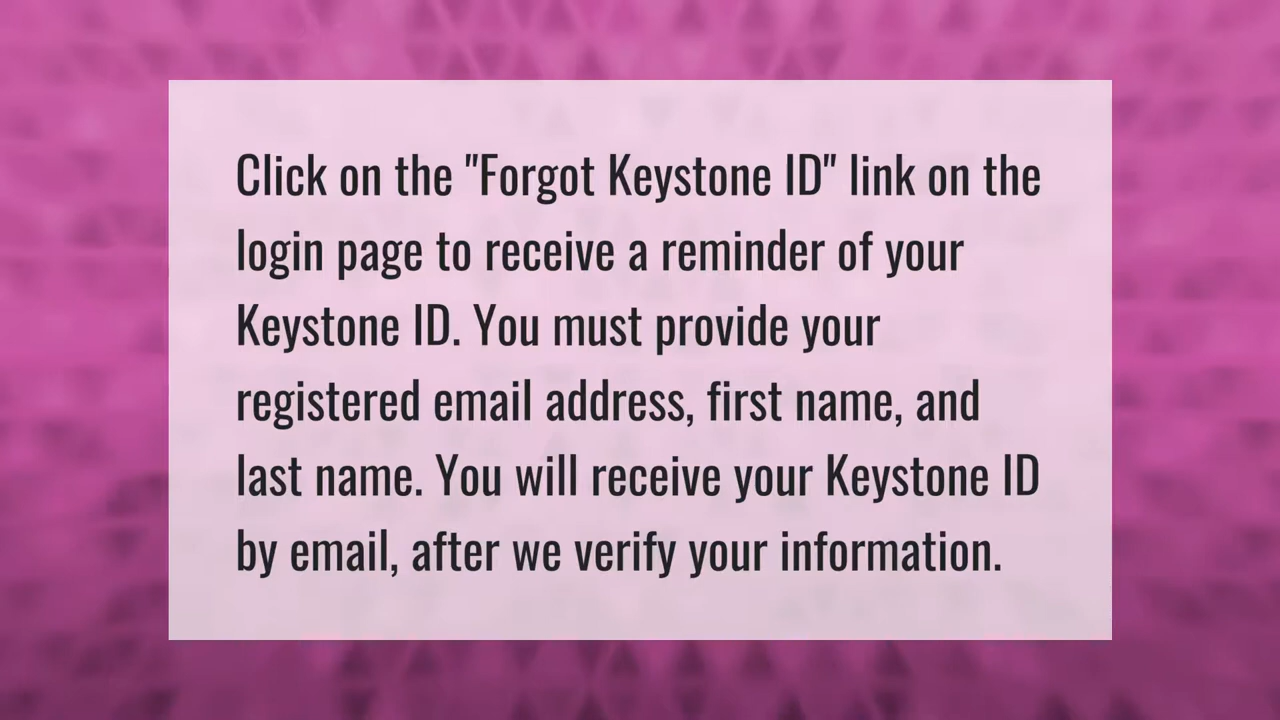 Click on the "Forgot Keystone ID" link on the
login page to receive a reminder of your
Keystone ID. You must provide your
registered email address, first name, and
last name. You will receive your Keystone ID
by email, after we verify your information.